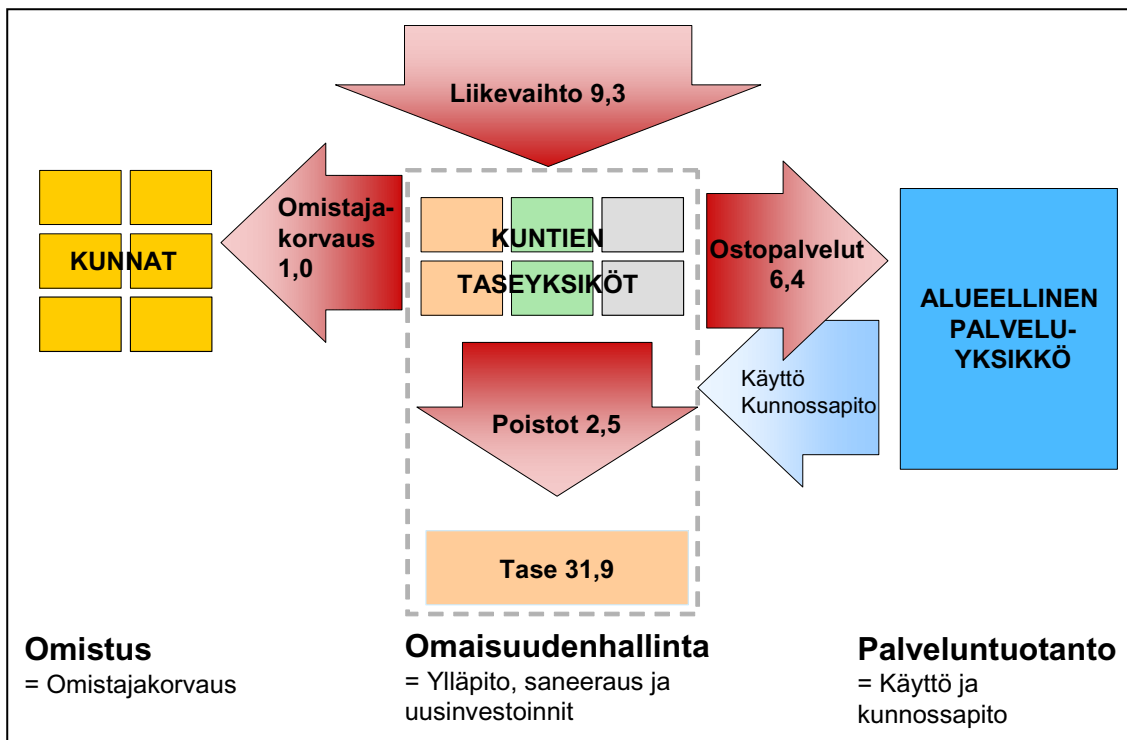 Liikevaihto 9,3
Omistaja-
korvaus
1,0
KUNNAT
KUNTIEN
TASEYKSIKÖT
Ostopalvelut
6,4
ALUEELLINEN
PALVELU-
YKSIKKÖ
Käyttö
Kunnossapito
Poistot 2,5
Tase 31,9
Omistus
= Omistajakorvaus
Omaisuudenhallinta
= Ylläpito, saneeraus ja
uusinvestoinnit
Palveluntuotanto
= Käyttö ja
kunnossapito